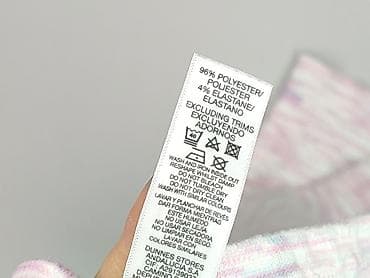 96% POLYESTER/
POLIESTER
4% ELASTANE/
ELASTANO
EXCLUDING TRIMS
EXCLUYENDO
ADORNOS
40
WASH AND IRON INSIDE OUT
RESHAPE WHILST DAMP
DO NOT BLEACH
DO NOT TUMBLE DRY
DO NOT DRY CLEAN
WASH WITH SIMILAR COLOURS
LAVAR Y PLANCHAR DE REVES
DAR FORMA MIENTRAS
ESTE HUMEDO
NO USAR LEJIA
NO USAR SECADORA
NO LIMPIAR EN SECO
LAVAR CON
COLORES SIMILARES
DUNNES STORES
ANDALUCIA S.A